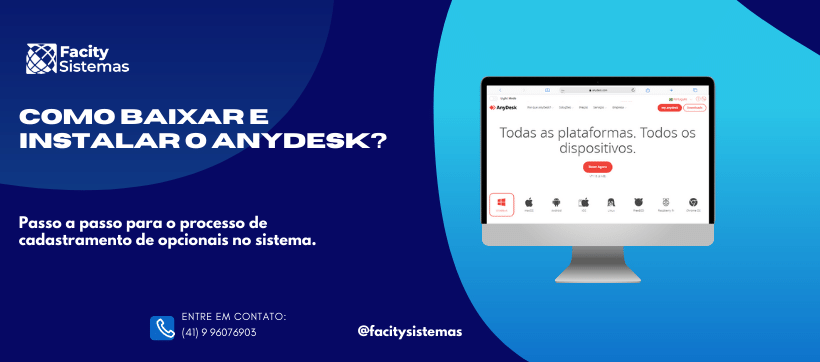 Facity
Sistemas
COMO BAIXAR E
INSTALAR O ANYDESK?
Passo a passo para o processo de
cadastramento de opcionais no sistema.
ENTRE EM CONTATO:
(41) 9 96076903
@facitysistemas
AnyDesk
Todas as plataformas. Todos os
dispositivos.